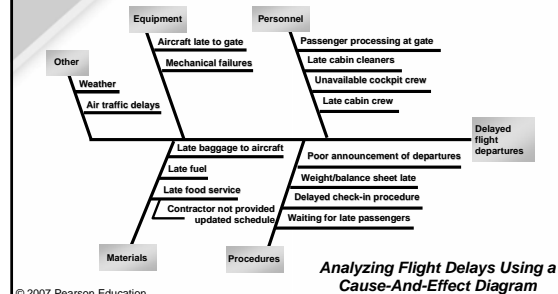 Equipment
Personnel
Aircraft late to gate
Mechanical failures
Passenger processing at gate
Late cabin cleaners
Unavailable cockpit crew
Late cabin crew
Other
Weather
Air traffic delays
Delayed
flight
departures
Late baggage to aircraft
Late fuel
Late food service
Contractor not provided
updated schedule
Poor announcement of departures
Weight/balance sheet late
Delayed check-in procedure
Waiting for late passengers
Materials
Procedures
Analyzing Flight Delays Using a
Cause-And-Effect Diagram
© 2007 Pearson Education